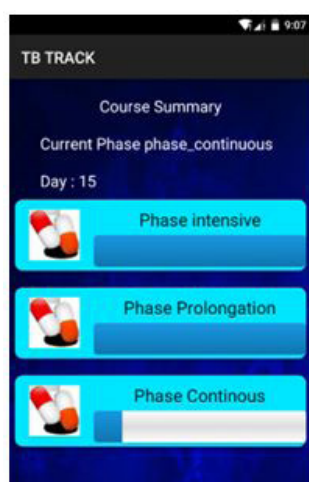 9:07
TB TRACK
Course Summary
Current Phase phase_continuous
Day : 15
Phase intensive
Phase Prolongation
Phase Continous